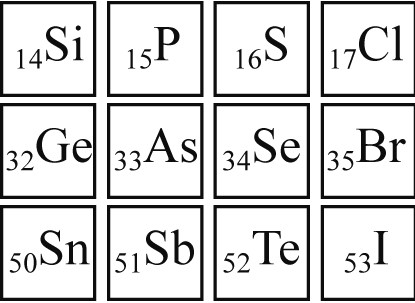 14Si 15P 16S 17Cl
32Ge 33As 34Se 35Br
50Sn 51Sb 52Te 53I